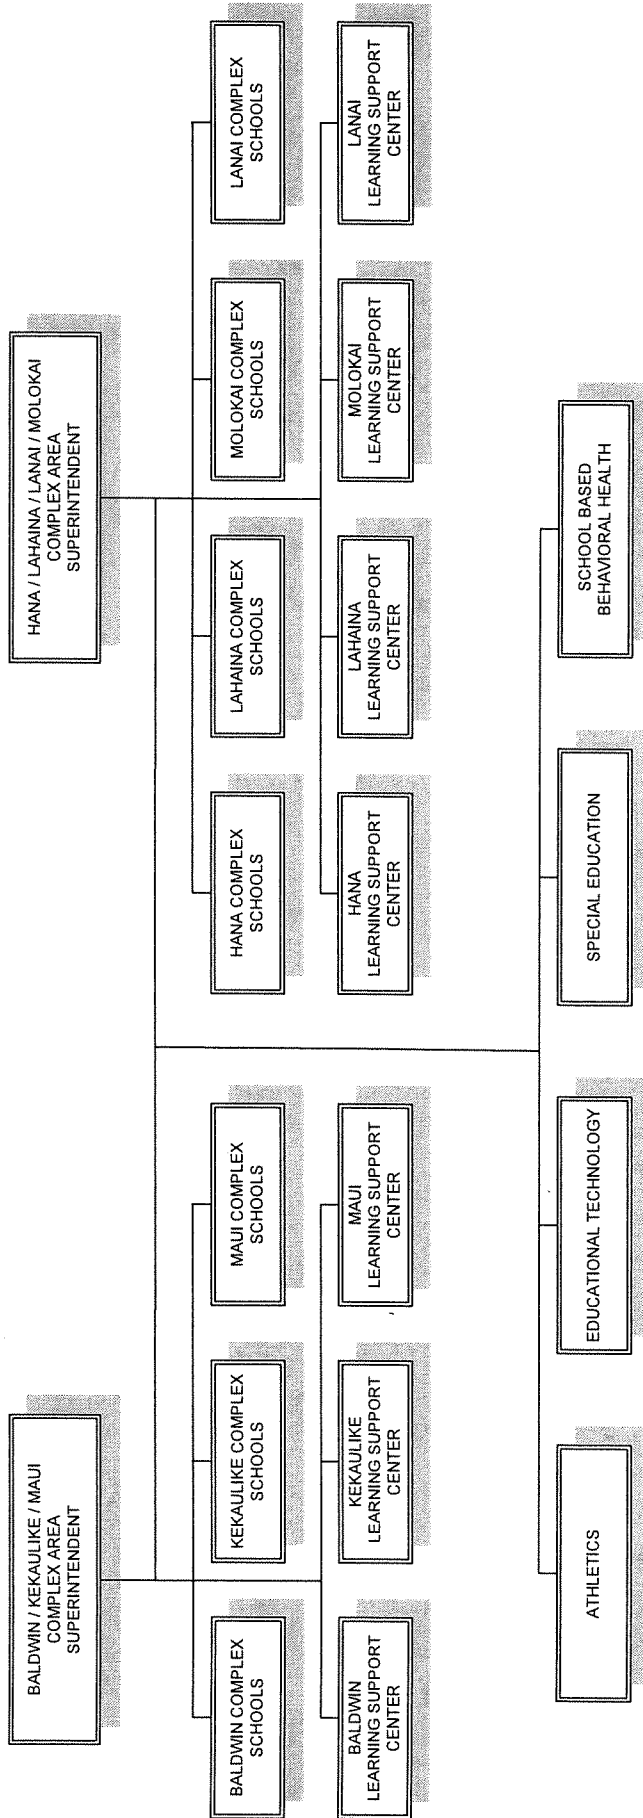 BALDWIN / KEKAULIKE / MAUI
COMPLEX AREA
SUPERINTENDENT
HANA / LAHAINA / LANAI / MOLOKAI
COMPLEX AREA
SUPERINTENDENT
BALDWIN COMPLEX
SCHOOLS
KEKAULIKE COMPLEX
SCHOOLS
MAUI COMPLEX
SCHOOLS
HANA COMPLEX
SCHOOLS
LAHAINA COMPLEX
SCHOOLS
MOLOKAI COMPLEX
SCHOOLS
LANAI COMPLEX
SCHOOLS
BALDWIN
LEARNING SUPPORT
CENTER
KEKAULIKE
LEARNING SUPPORT
CENTER
MAUI
LEARNING SUPPORT
CENTER
HANA
LEARNING SUPPORT
CENTER
LAHAINA
LEARNING SUPPORT
CENTER
MOLOKAI
LEARNING SUPPORT
CENTER
LANAI
LEARNING SUPPORT
CENTER
ATHLETICS
EDUCATIONAL TECHNOLOGY
SPECIAL EDUCATION
SCHOOL BASED
BEHAVIORAL HEALTH